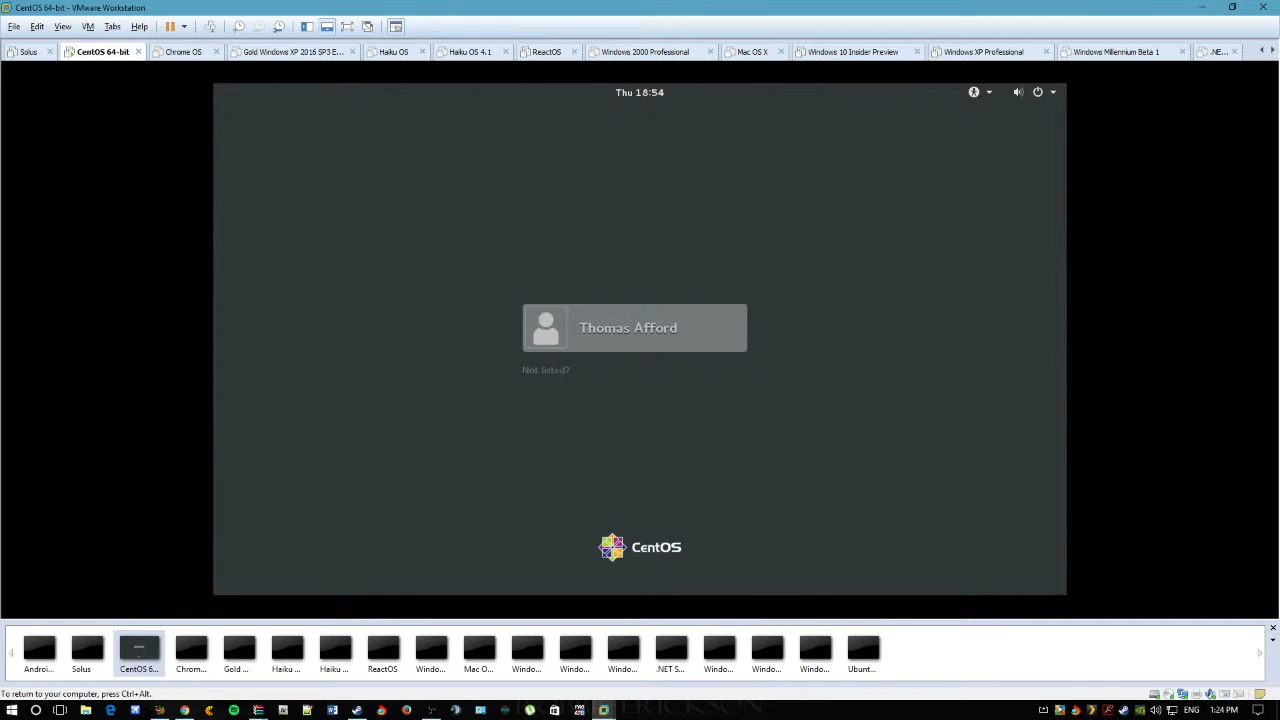 CentOS 64-bit - VMware Workstation
File Edit View VM Tabs Help
Solus CentOS 64-bit Chrome OS Gold Windows XP 2016 SP3 E... Haiku OS Haiku OS 4.1 ReactOS Windows 2000 Professional Mac OS X Windows 10 Insider Preview Windows XP Professional Windows Millennium Beta 1 .NE...
Thu 18:54
Thomas Afford
Not listed?
CentOS
Androi... Solus CentOS 6... Chrom... Gold ... Haiku ... Haiku ... ReactOS Windo... Mac O... Windo... Windo... Windo... .NET S... Windo... Windo... Windo... Ubunt...
To return to your computer, press Ctrl+Alt.
ENG 1:24 PM